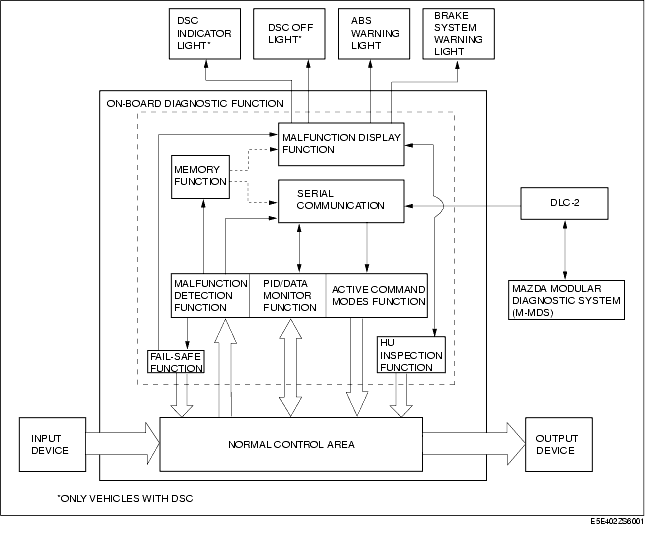 DSC
INDICATOR
LIGHT*
DSC OFF
LIGHT*
ABS
WARNING
LIGHT
BRAKE
SYSTEM
WARNING
LIGHT
ON-BOARD DIAGNOSTIC FUNCTION
MALFUNCTION DISPLAY
FUNCTION
MEMORY
FUNCTION
SERIAL
COMMUNICATION
DLC-2
MALFUNCTION
DETECTION
FUNCTION
PID/DATA
MONITOR
FUNCTION
ACTIVE COMMAND
MODES FUNCTION
MAZDA MODULAR
DIAGNOSTIC SYSTEM
(M-MDS)
FAIL-SAFE
FUNCTION
HU
INSPECTION
FUNCTION
INPUT
DEVICE
NORMAL CONTROL AREA
OUTPUT
DEVICE
*ONLY VEHICLES WITH DSC
E5E402ZS6001